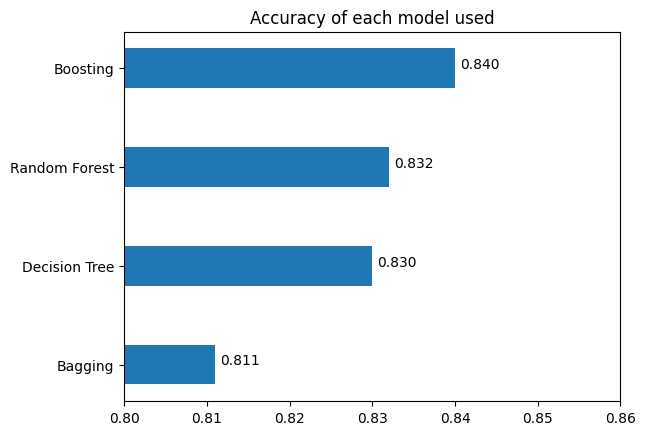 Accuracy of each model used
Boosting 0.840
Random Forest 0.832
Decision Tree 0.830
Bagging 0.811
0.80 0.81 0.82 0.83 0.84 0.85 0.86